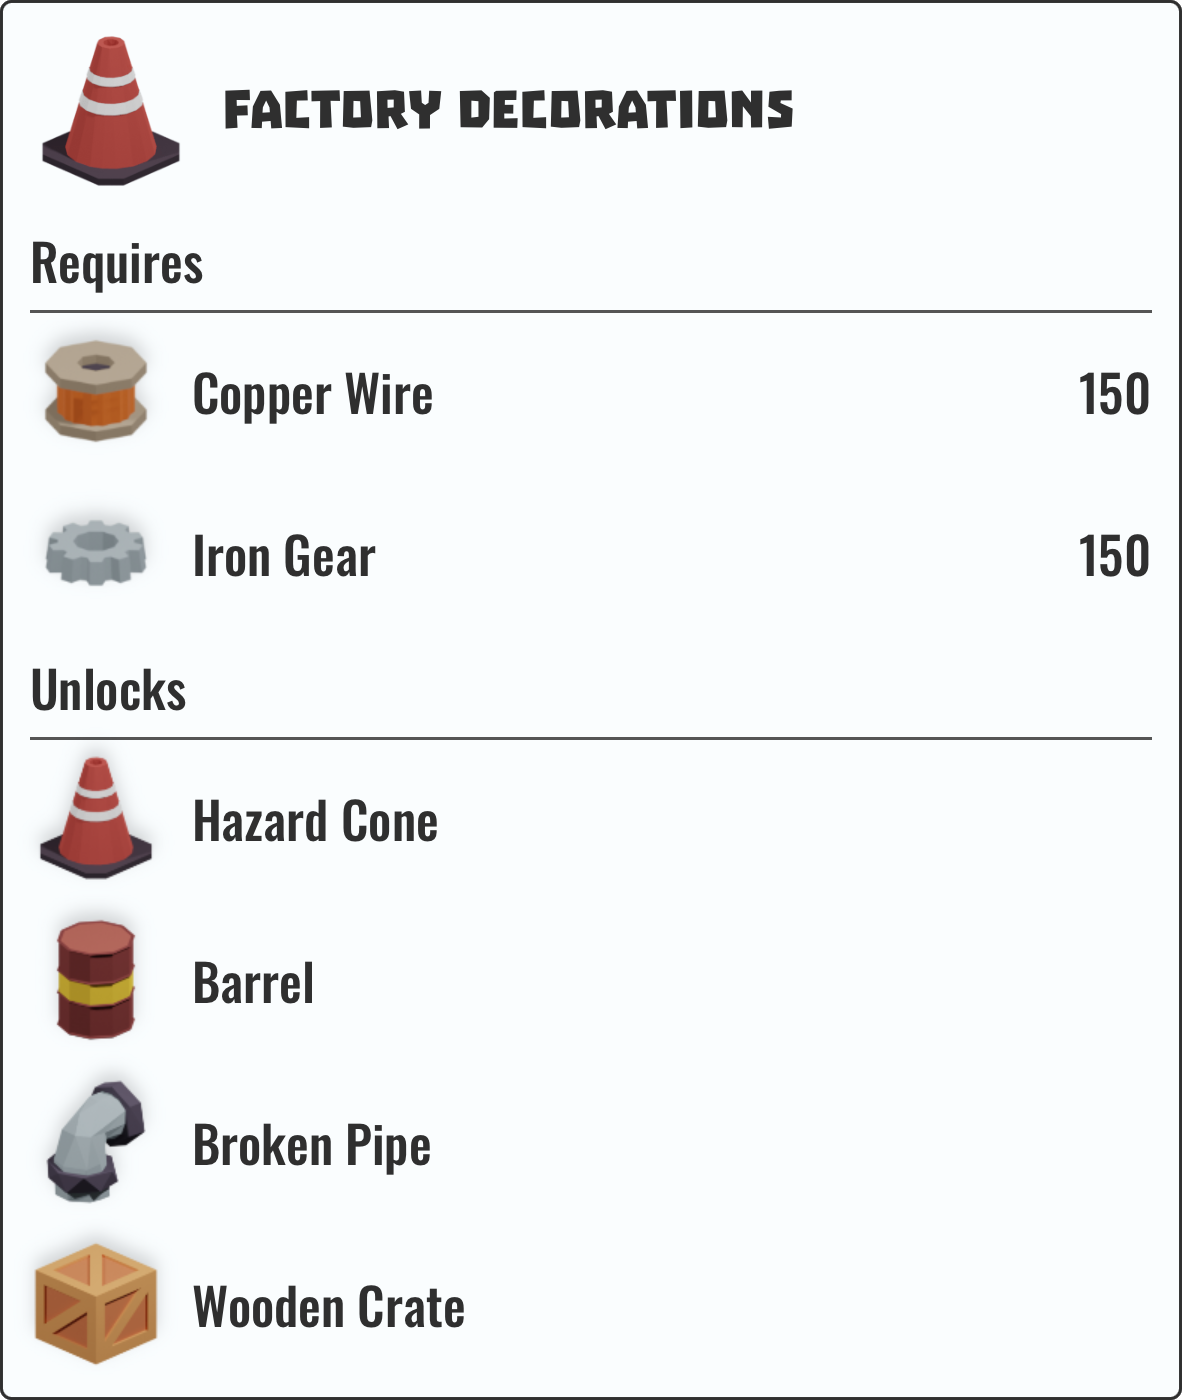 FACTORY DECORATIONS
Requires
Copper Wire 150
Iron Gear 150
Unlocks
Hazard Cone
Barrel
Broken Pipe
Wooden Crate